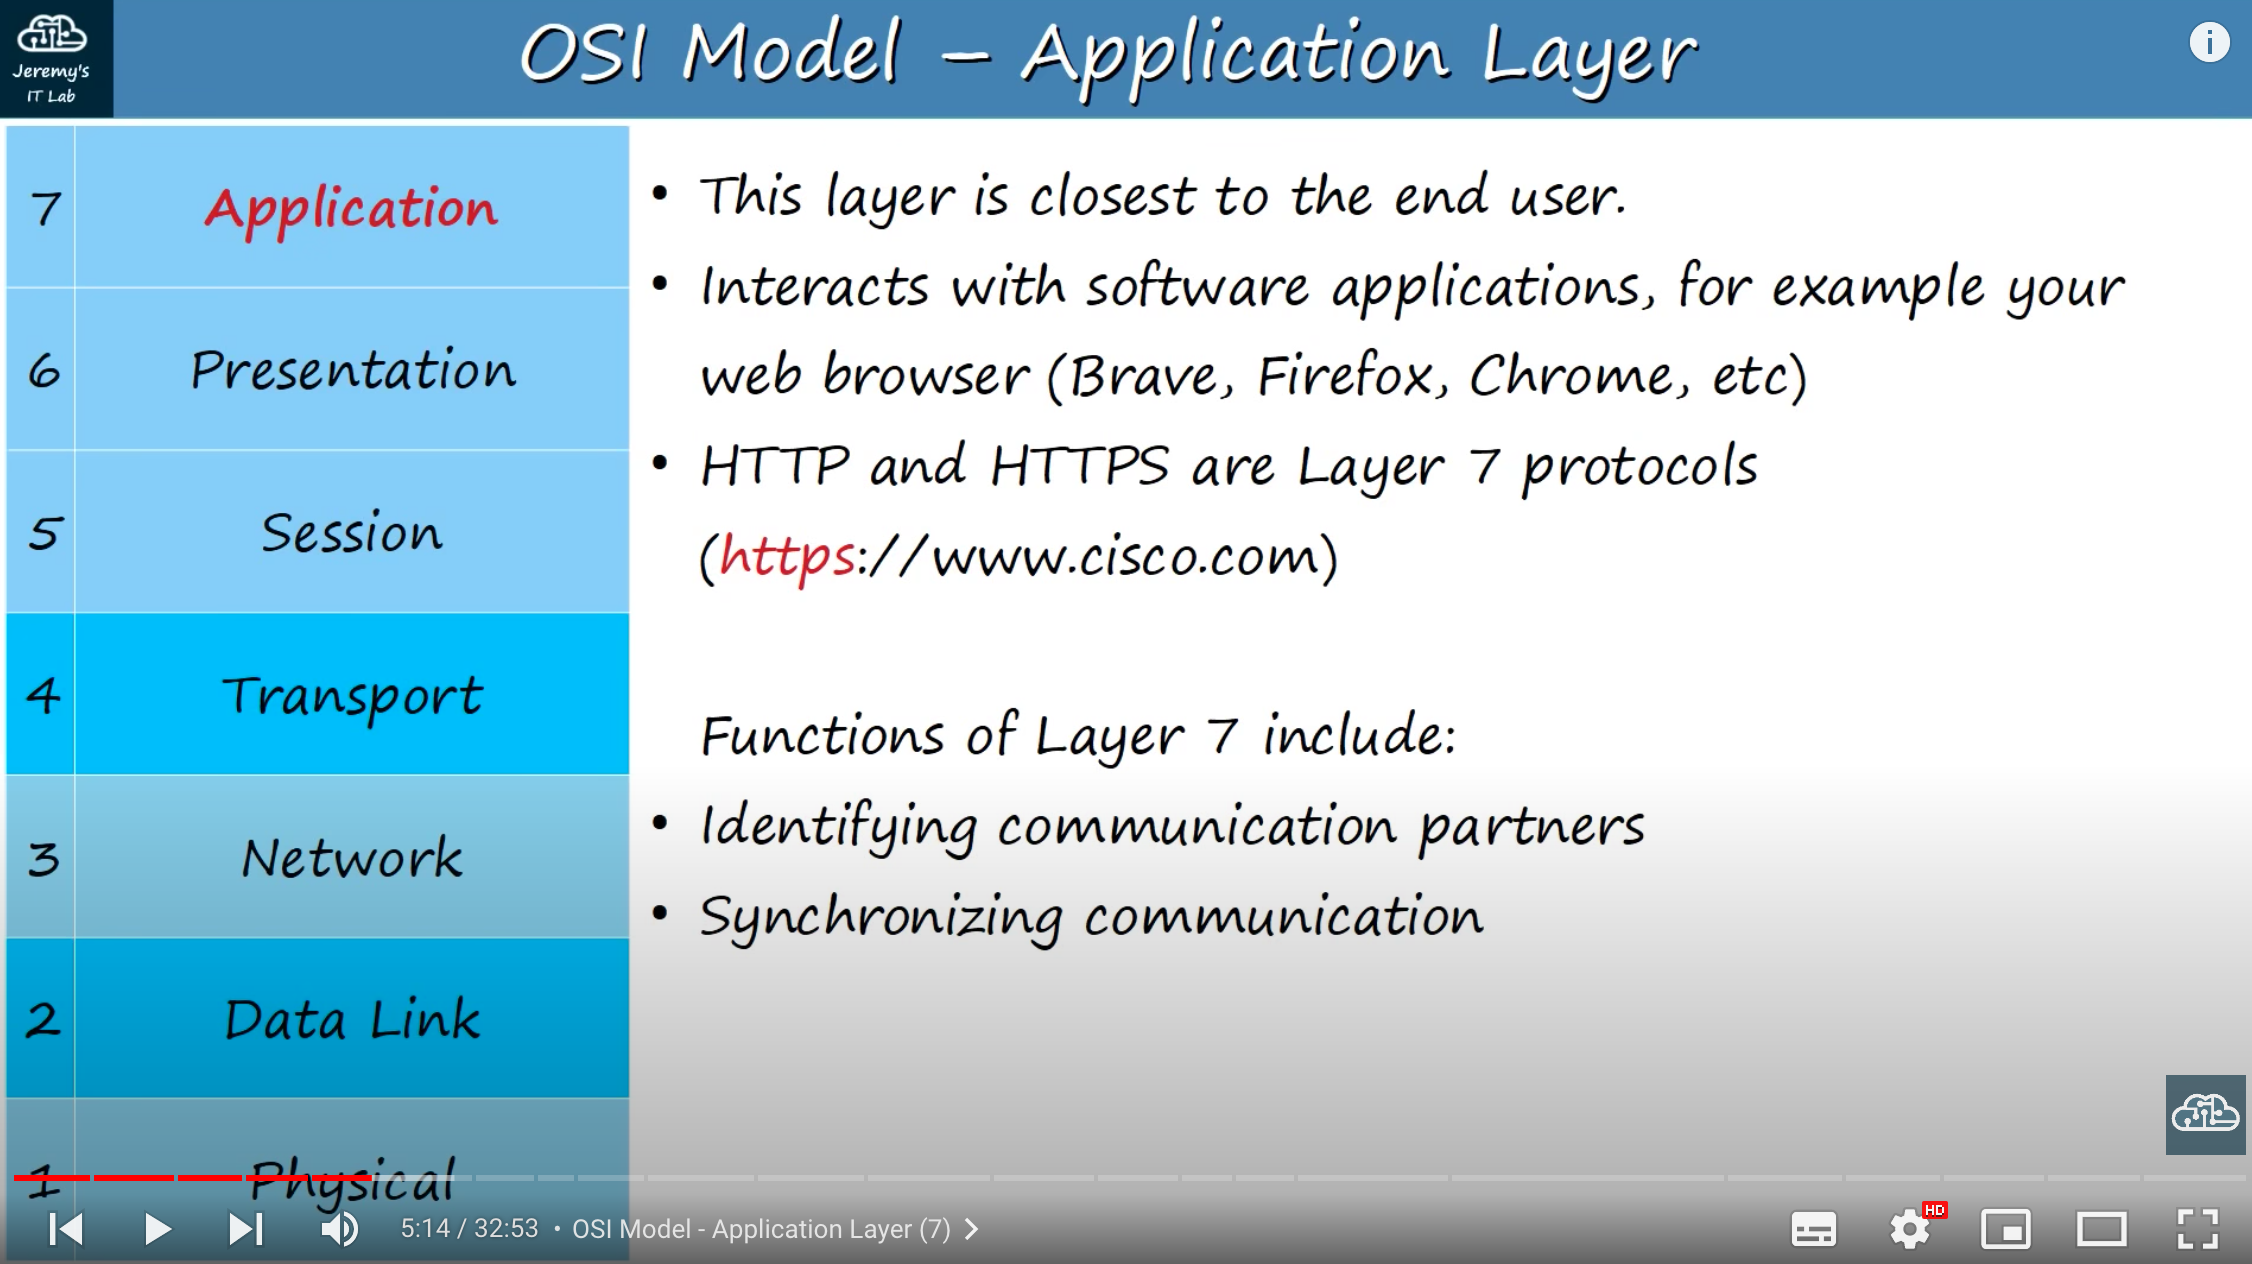 Jeremy's
IT Lab
OSI Model – Application Layer
7 Application
6 Presentation
5 Session
4 Transport
3 Network
2 Data Link
1 Physical
• This layer is closest to the end user.
• Interacts with software applications, for example your
web browser (Brave, Firefox, Chrome, etc)
• HTTP and HTTPS are Layer 7 protocols
(https://www.cisco.com)
Functions of Layer 7 include:
• Identifying communication partners
• Synchronizing communication
5:14 / 32:53 • OSI Model - Application Layer (7)
HD